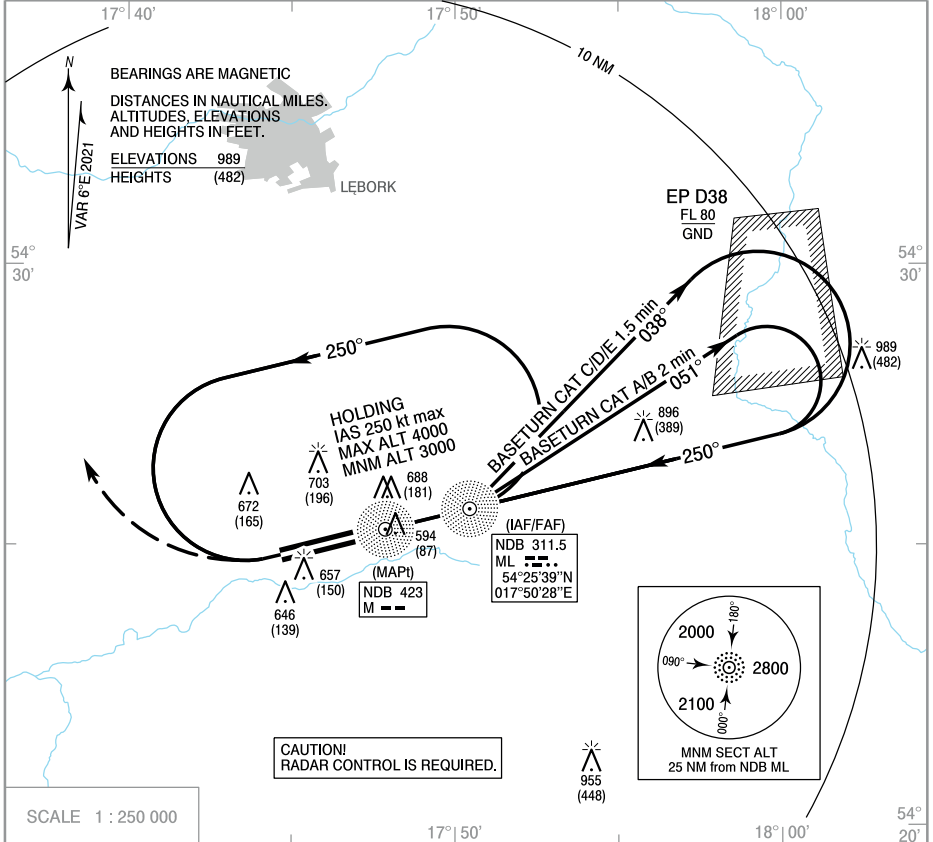 17°40'
17°50'
18°00'
10 NM
N
VAR 6°E 2021
BEARINGS ARE MAGNETIC
DISTANCES IN NAUTICAL MILES.
ALTITUDES, ELEVATIONS
AND HEIGHTS IN FEET.
ELEVATIONS 989
HEIGHTS (482)
LĘBORK
EP D38
FL 80
GND
54°
30'
54°
30'
250°
BASETURN CAT C/D/E 1.5 min
038°
BASETURN CAT A/B 2 min
051°
989
(482)
HOLDING
IAS 250 kt max
MAX ALT 4000
MNM ALT 3000
896
(389)
250°
703
(196)
688
(181)
672
(165)
594
(87)
(IAF/FAF)
NDB 311.5
ML
54°25'39"N
017°50'28"E
657
(150)
(MAPt)
NDB 423
M
646
(139)
180°
2000
090°
2800
2100
000°
MNM SECT ALT
25 NM from NDB ML
CAUTION!
RADAR CONTROL IS REQUIRED.
955
(448)
SCALE 1 : 250 000
17°50'
18°00'
54°
20'